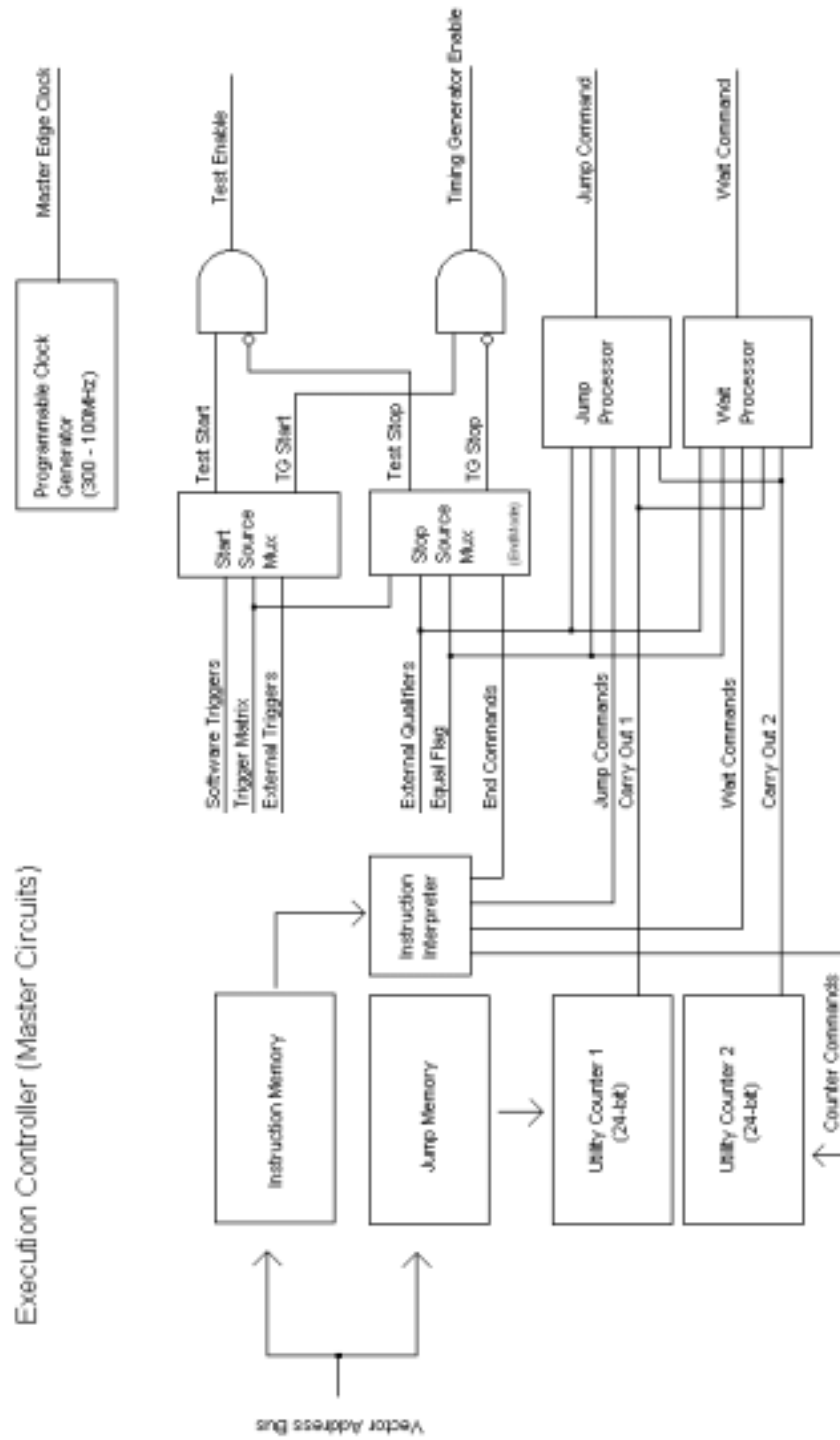 Execution Controller (Master Circuits)
Programmable Clock
Generator
(300 - 100MHz)
Master Edge Clock
Vector Address Bus
Instruction Memory
Jump Memory
Utility Counter 1
(24-bit)
Utility Counter 2
(24-bit)
Counter Commands
Instruction
Interpreter
Software Triggers
Trigger Matrix
External Triggers
External Qualifiers
Equal Flag
End Commands
Jump Commands
Carry Out 1
Wait Commands
Carry Out 2
Start
Source
Mux
Stop
Source
Mux
(EndMode)
Test Start
TG Start
Test Stop
TG Stop
Jump
Processor
Wait
Processor
Test Enable
Timing Generator Enable
Jump Command
Wait Command